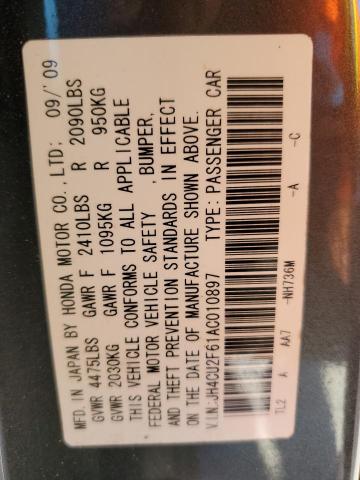 MFD. IN JAPAN BY HONDA MOTOR CO., LTD; 09/'09
GVWR 4475LBS GAWR F 2410LBS R 2090LBS
GVWR 2030KG GAWR F 1095KG R 950KG
THIS VEHICLE CONFORMS TO ALL APPLICABLE
FEDERAL MOTOR VEHICLE SAFETY , BUMPER,
AND THEFT PREVENTION STANDARDS IN EFFECT
ON THE DATE OF MANUFACTURE SHOWN ABOVE.
V.I.N:JH4CU2F61AC010897 TYPE: PASSENGER CAR
TL2 A AA7 -NH736M -A -C